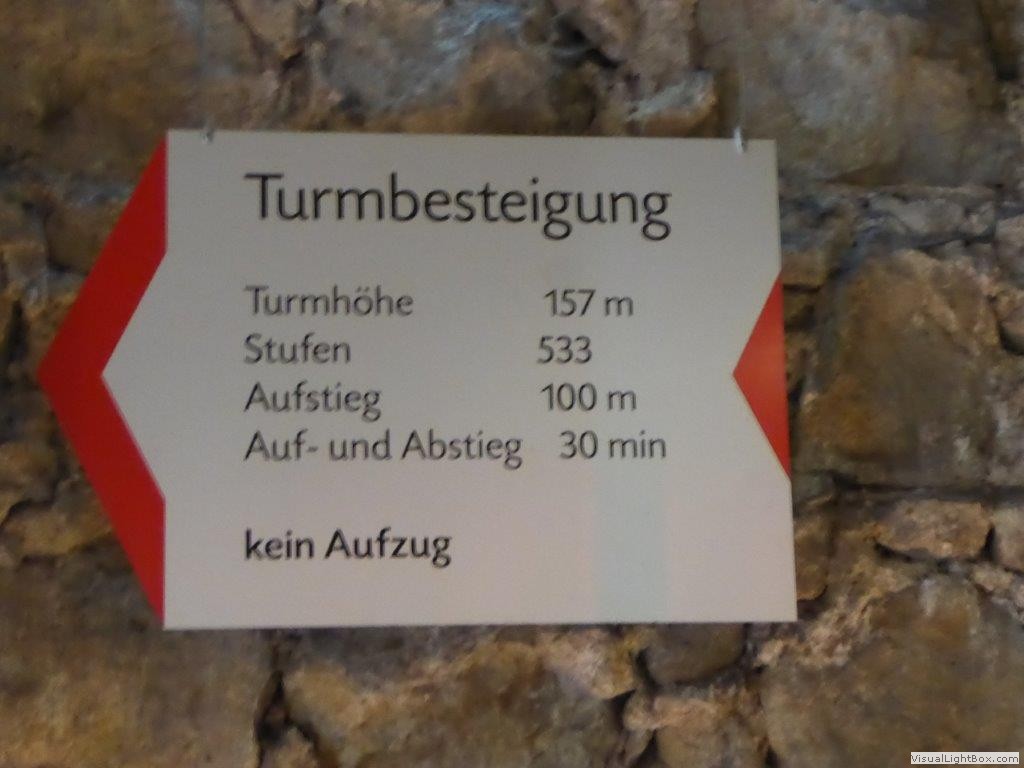 Turmbesteigung
Turmhöhe 157 m
Stufen 533
Aufstieg 100 m
Auf- und Abstieg 30 min
kein Aufzug
VisualLightBox.com